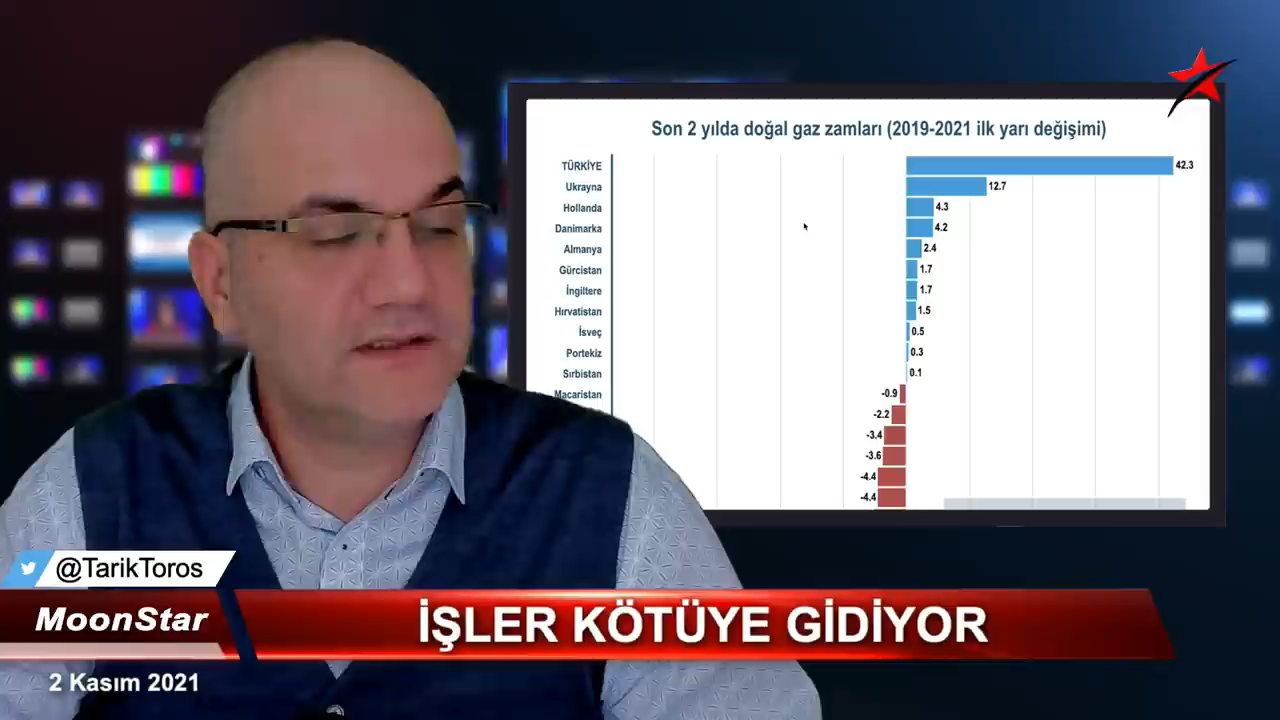 Son 2 yılda doğal gaz zamları (2019-2021 ilk yarı değişimi)
TÜRKİYE 42.3
Ukrayna 12.7
Hollanda 4.3
Danimarka 4.2
Almanya 2.4
Gürcistan 1.7
İngiltere 1.7
Hırvatistan 1.5
İsveç 0.5
Portekiz 0.3
Sırbistan 0.1
Macaristan -0.9
-2.2
-3.4
-3.6
-4.4
-4.4
@TarikToros
MoonStar
İŞLER KÖTÜYE GİDİYOR
2 Kasım 2021